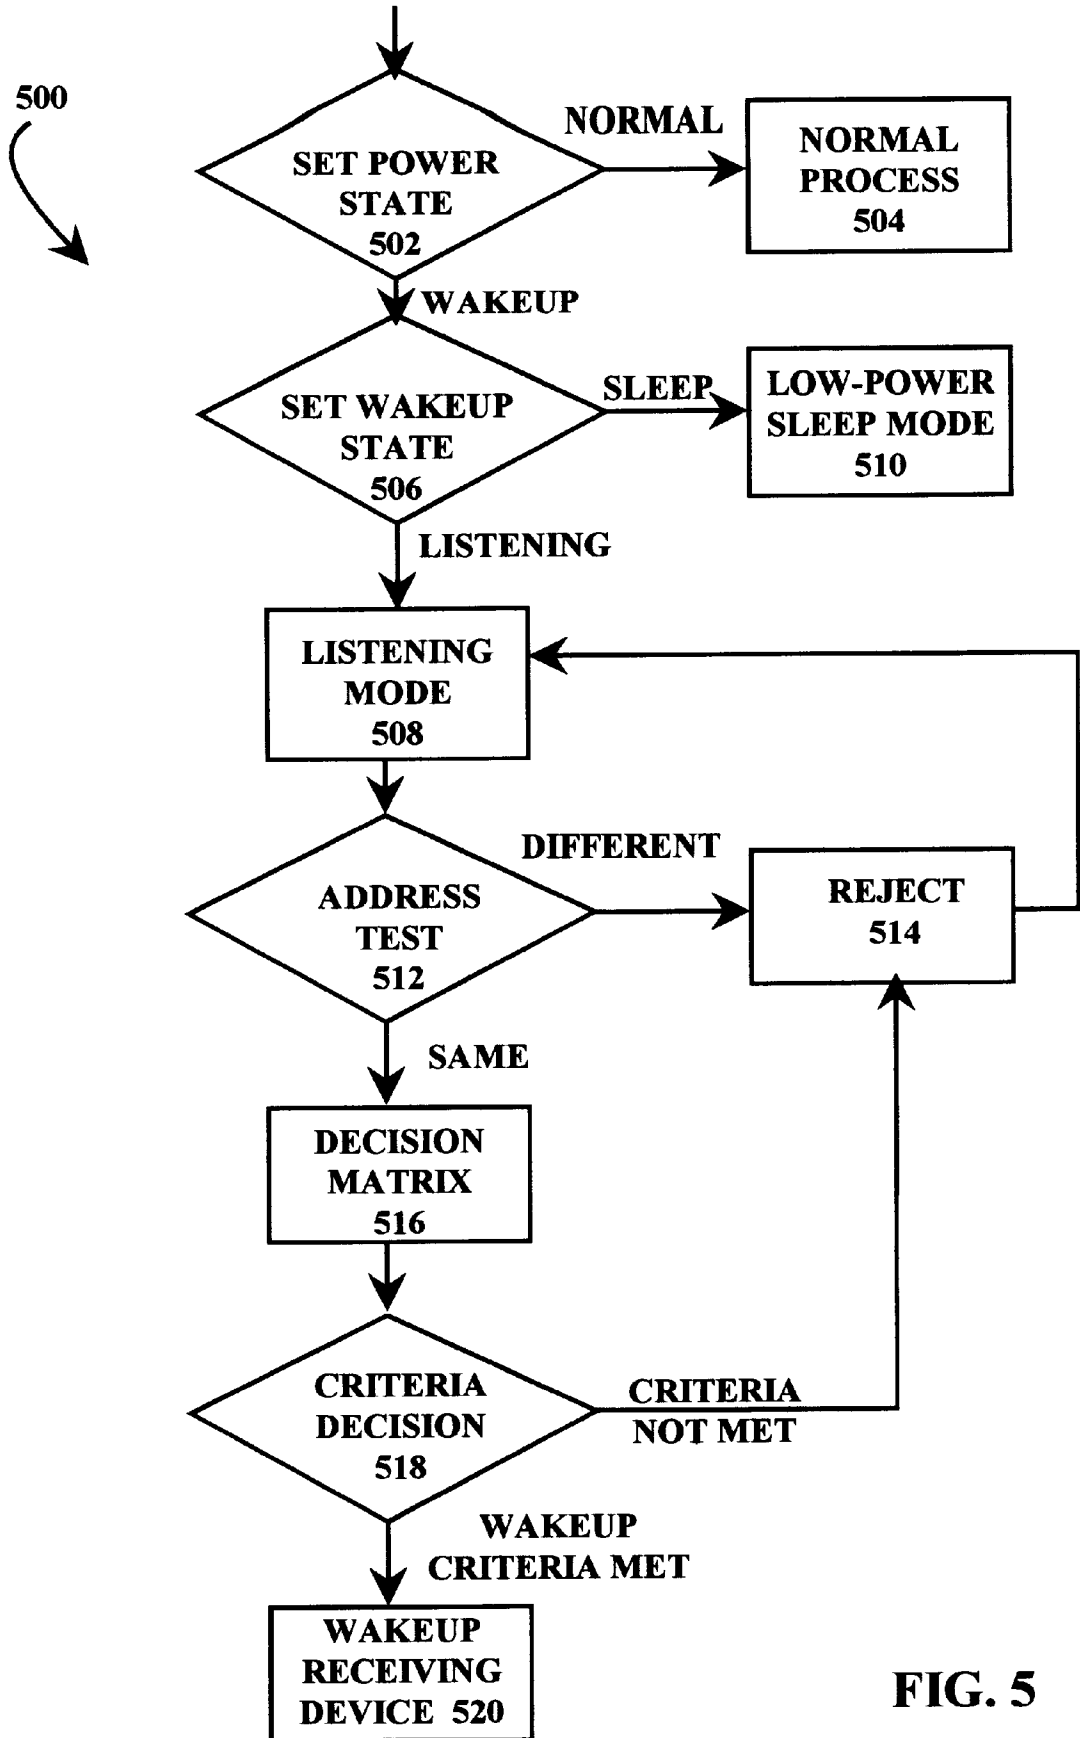 500
SET POWER
STATE
502
NORMAL
NORMAL
PROCESS
504
WAKEUP
SET WAKEUP
STATE
506
SLEEP
LOW-POWER
SLEEP MODE
510
LISTENING
LISTENING
MODE
508
ADDRESS
TEST
512
DIFFERENT
REJECT
514
SAME
DECISION
MATRIX
516
CRITERIA
DECISION
518
CRITERIA
NOT MET
WAKEUP
CRITERIA MET
WAKEUP
RECEIVING
DEVICE 520
FIG. 5